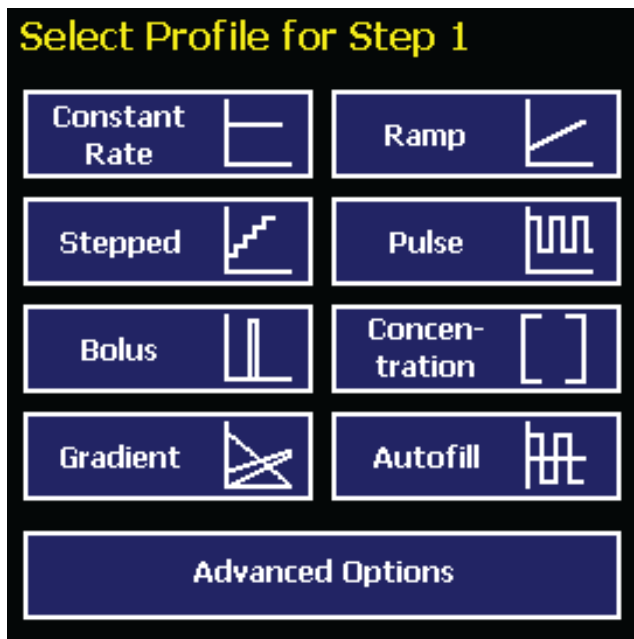 Select Profile for Step 1
Constant
Rate
Ramp
Stepped
Pulse
Bolus
Concen-
tration
Gradient
Autofill
Advanced Options